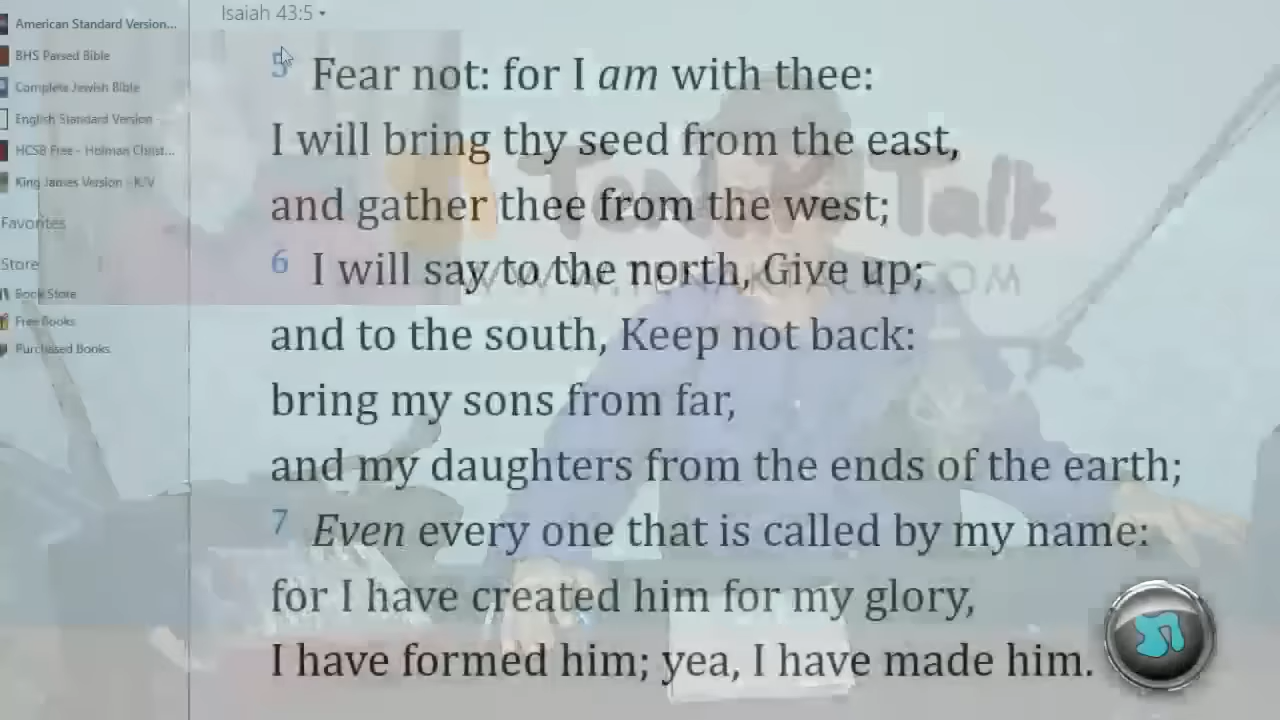 Isaiah 43:5
American Standard Version...
BHS Parsed Bible
Complete Jewish Bible
English Standard Version
HCSB Free - Holman Christ...
King James Version - KJV
Favorites
Store
Book Store
Free Books
Purchased Books
5 Fear not: for I am with thee:
I will bring thy seed from the east,
and gather thee from the west;
6 I will say to the north, Give up;
and to the south, Keep not back:
bring my sons from far,
and my daughters from the ends of the earth;
7 Even every one that is called by my name:
for I have created him for my glory,
I have formed him; yea, I have made him.
TeNaK Talk